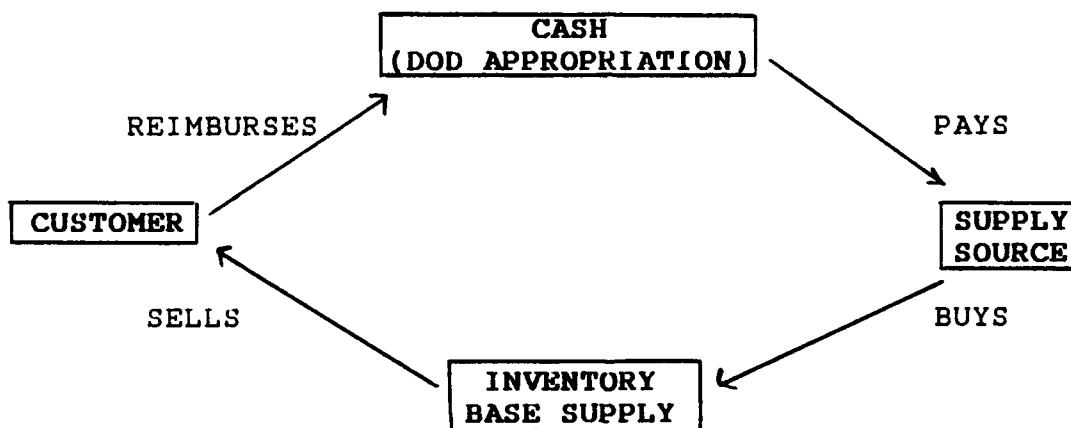 CASH
(DOD APPROPRIATION)
REIMBURSES
PAYS
CUSTOMER
SUPPLY
SOURCE
SELLS
BUYS
INVENTORY
BASE SUPPLY